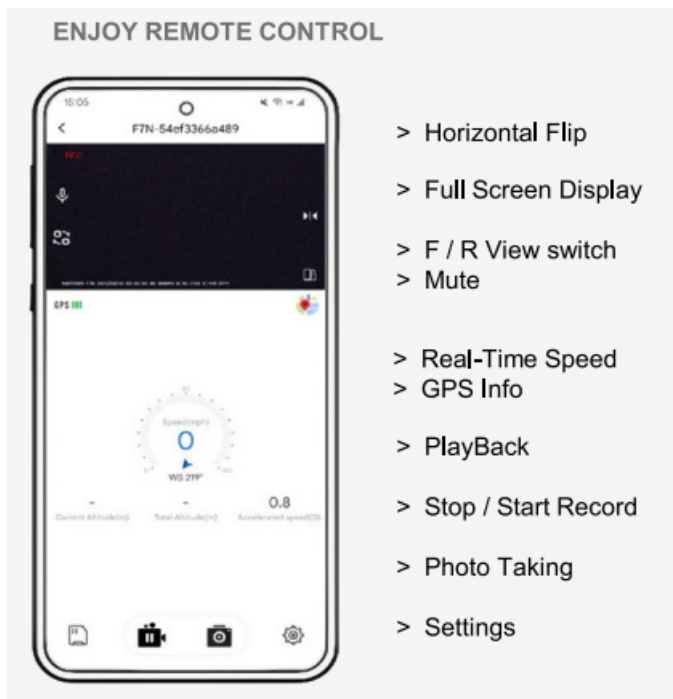 ENJOY REMOTE CONTROL
15:05
F7N-54ef3366a489
REC
GPS
Speed(mph)
0
WS 219°
-
-
0.8
Current Altitude(m)
Total Altitude(m)
Accelerated speed(G)
> Horizontal Flip
> Full Screen Display
> F / R View switch
> Mute
> Real-Time Speed
> GPS Info
> PlayBack
> Stop / Start Record
> Photo Taking
> Settings